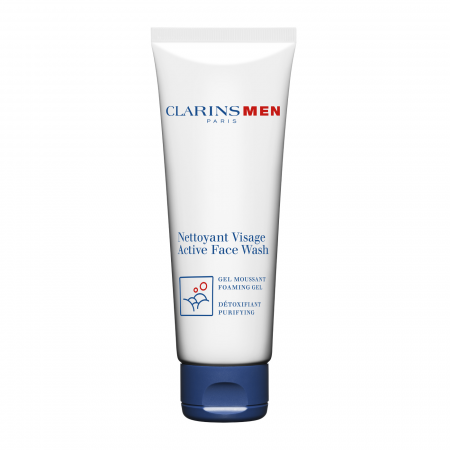 CLARINSMEN
PARIS
Nettoyant Visage
Active Face Wash
GEL MOUSSANT
FOAMING GEL
DÉTOXIFIANT
PURIFYING